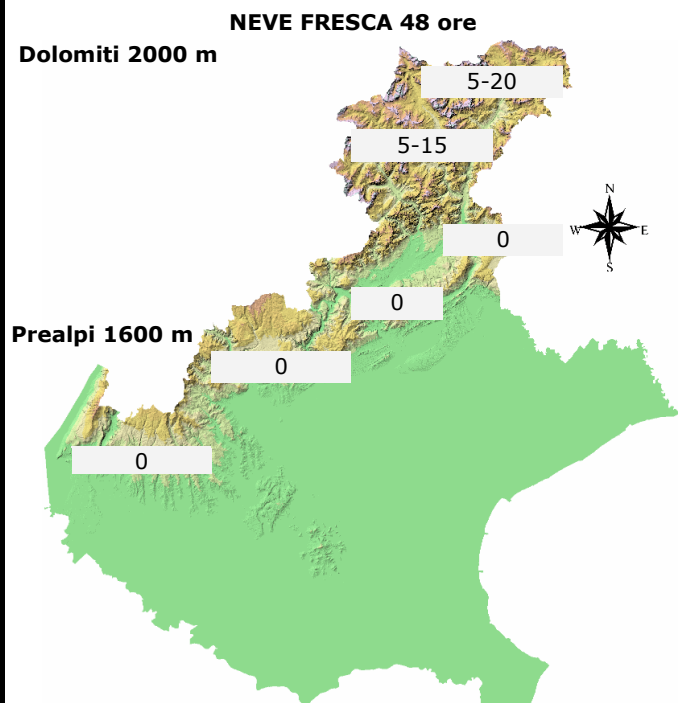 NEVE FRESCA 48 ore
Dolomiti 2000 m
5-20
5-15
N
W E
S
0
0
Prealpi 1600 m
0
0